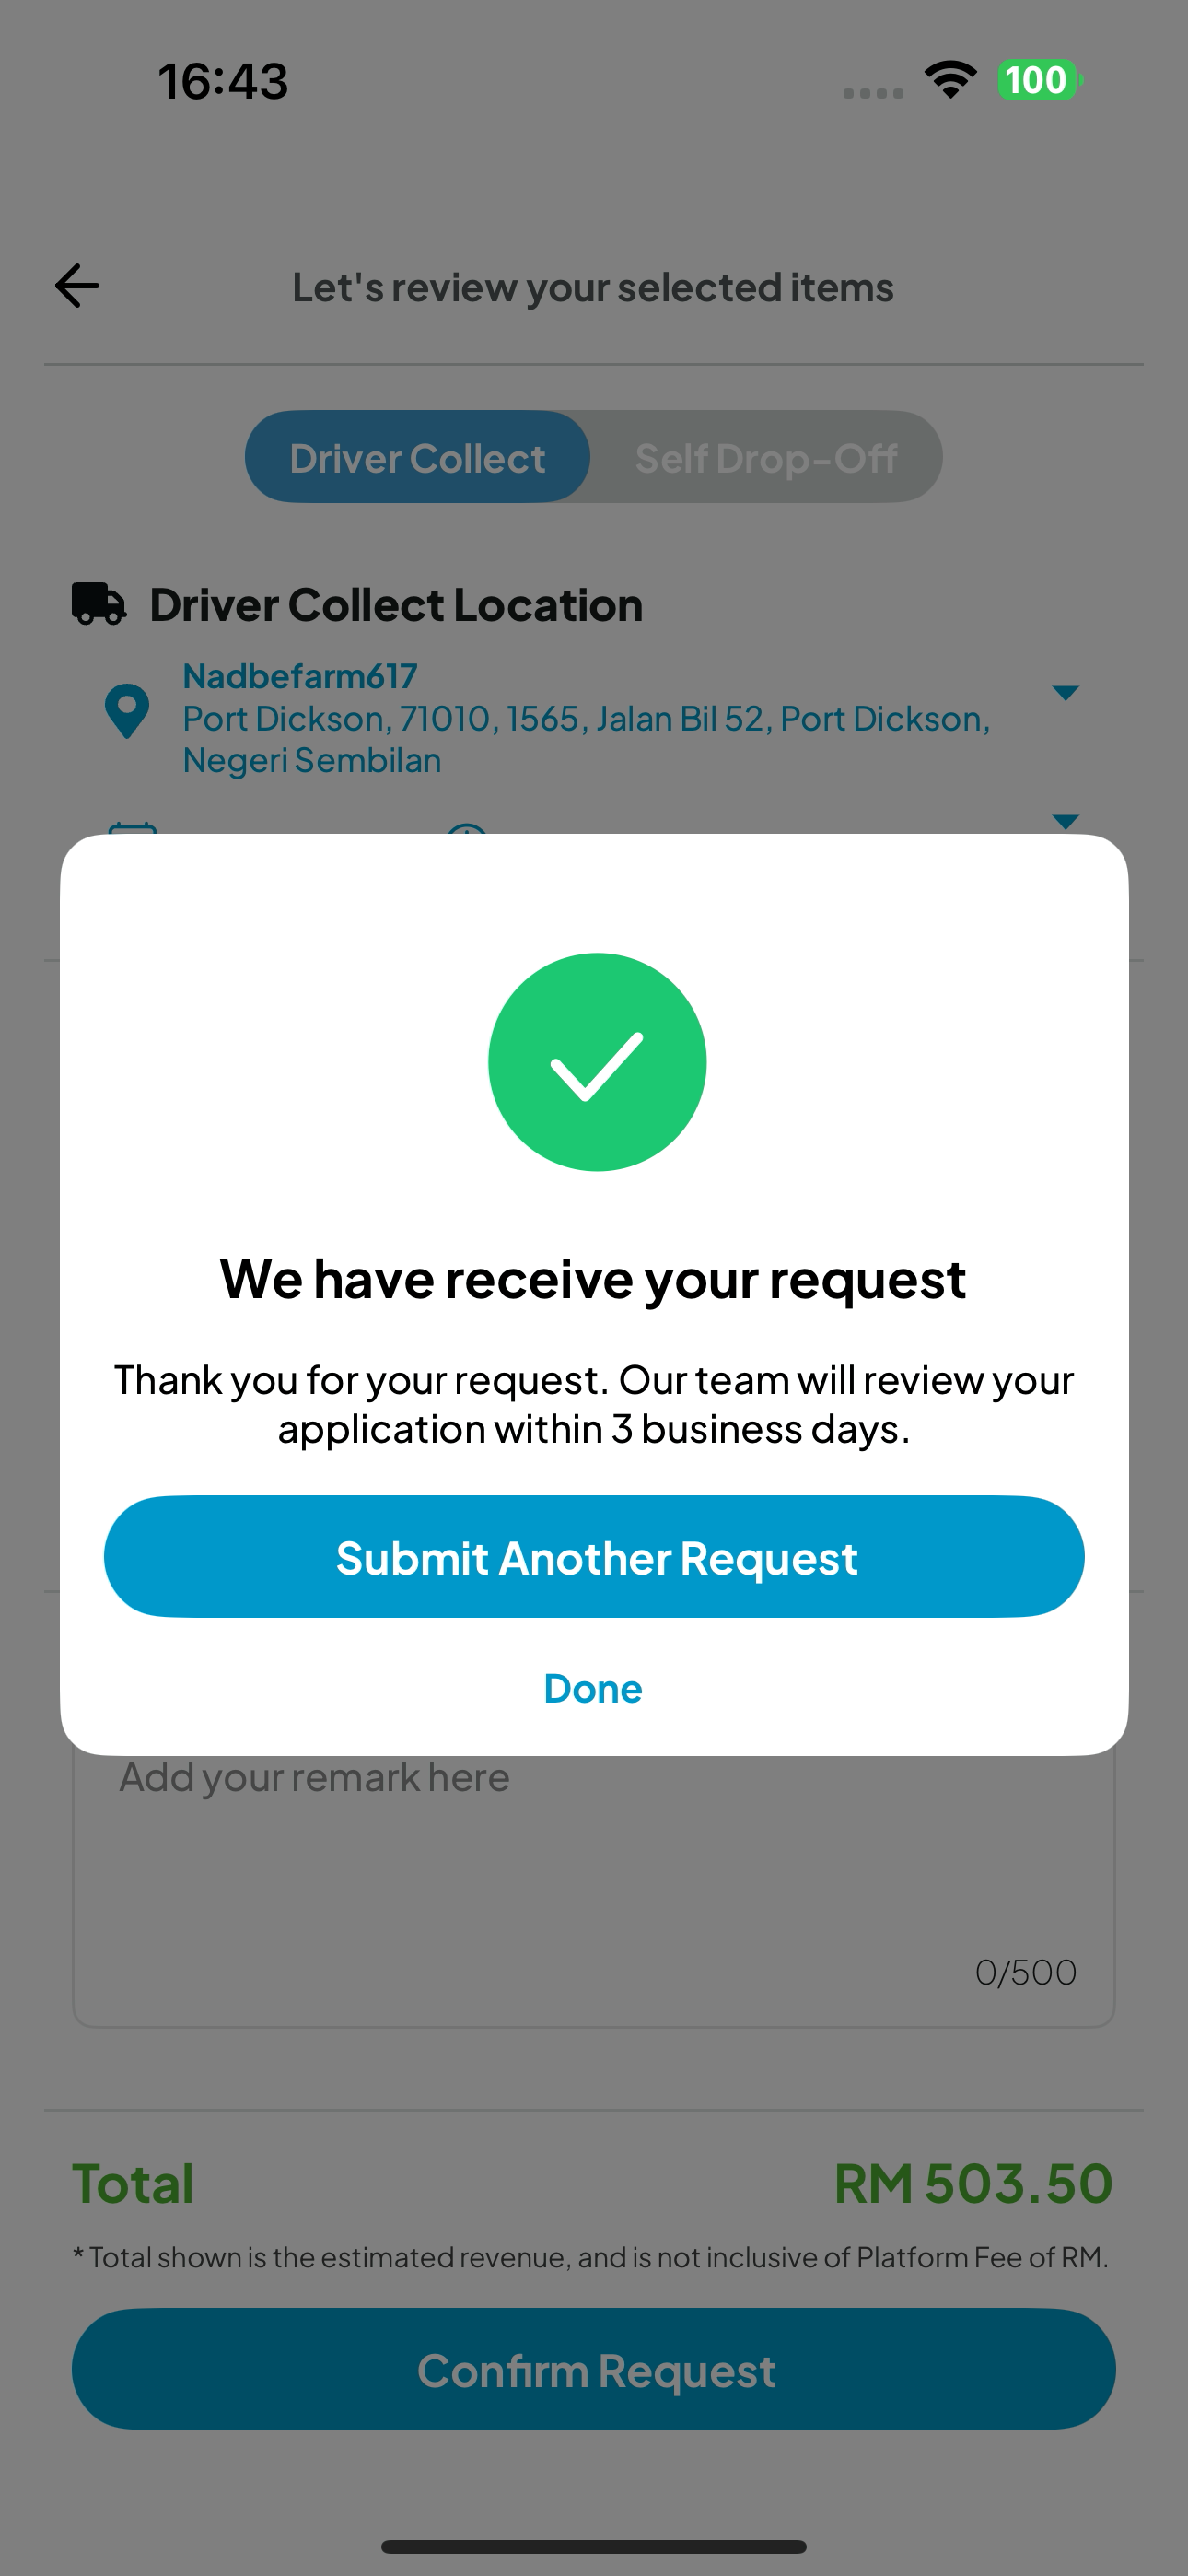 16:43
100
Let's review your selected items
Driver Collect
Self Drop-Off
Driver Collect Location
Nadbefarm617
Port Dickson, 71010, 1565, Jalan Bil 52, Port Dickson,
Negeri Sembilan
We have receive your request
Thank you for your request. Our team will review your
application within 3 business days.
Submit Another Request
Done
Add your remark here
0/500
Total
RM 503.50
* Total shown is the estimated revenue, and is not inclusive of Platform Fee of RM.
Confirm Request